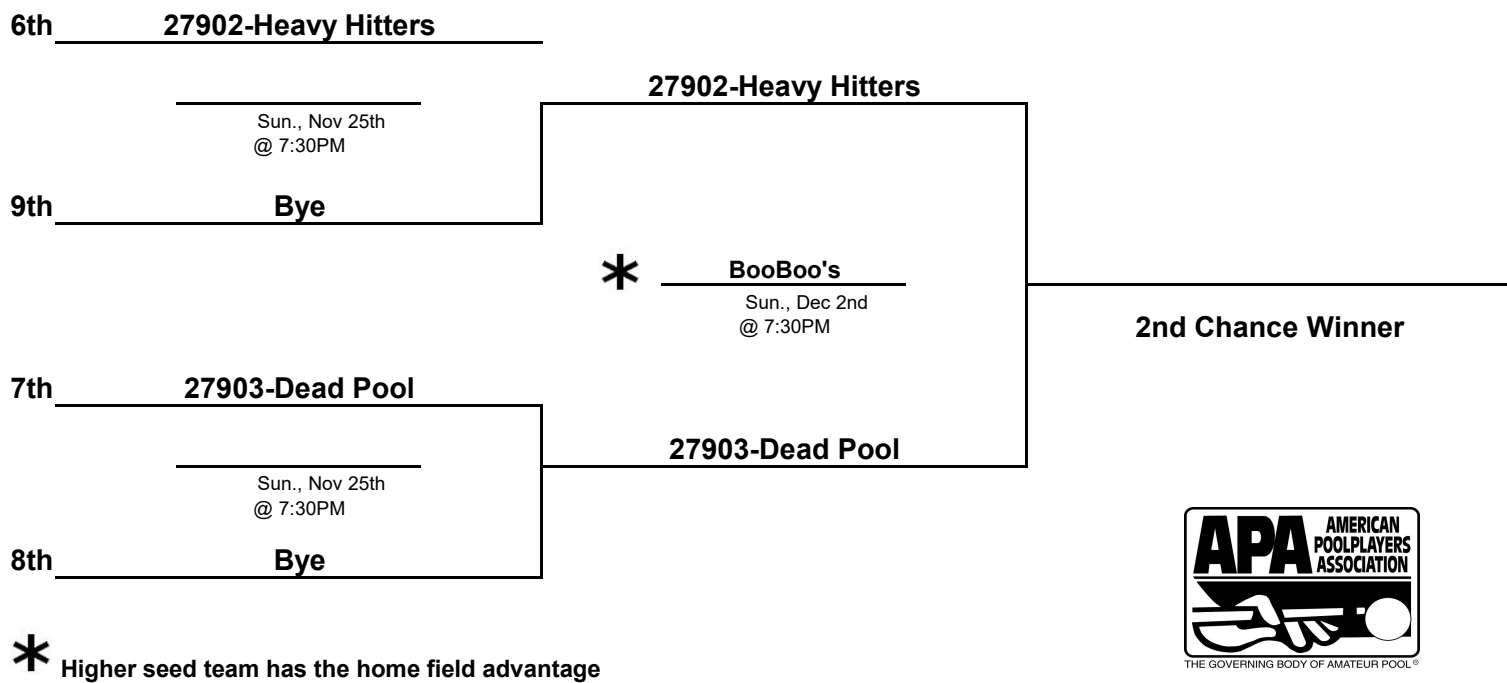 6th 27902-Heavy Hitters
27902-Heavy Hitters
Sun., Nov 25th
@ 7:30PM
9th Bye
* BooBoo's
Sun., Dec 2nd
@ 7:30PM
2nd Chance Winner
7th 27903-Dead Pool
27903-Dead Pool
Sun., Nov 25th
@ 7:30PM
8th Bye
* Higher seed team has the home field advantage
APA AMERICAN
POOLPLAYERS
ASSOCIATION
THE GOVERNING BODY OF AMATEUR POOL®